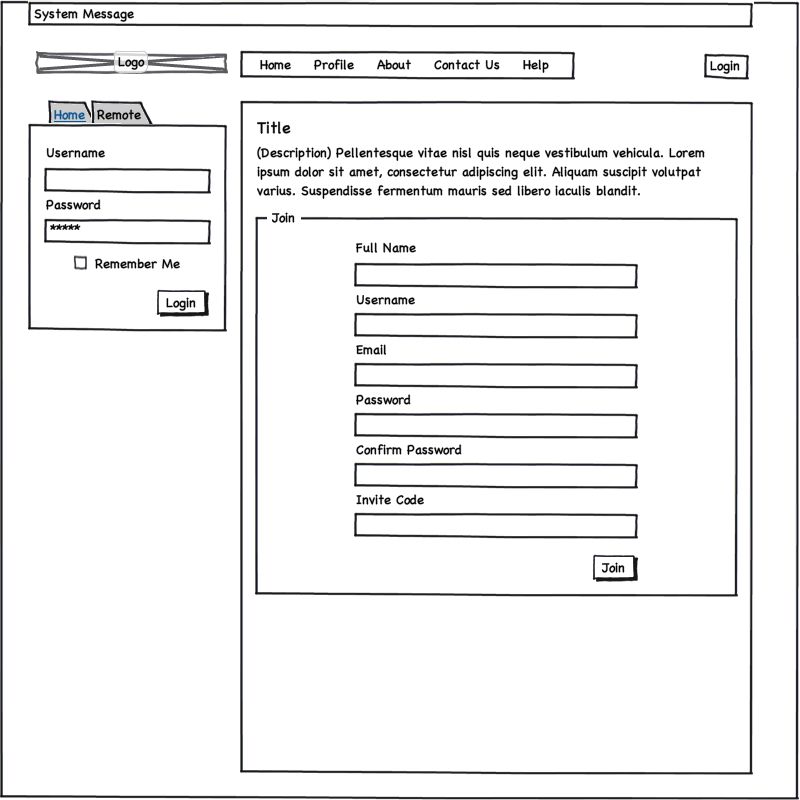 System Message
Logo
Home Profile About Contact Us Help
Login
Home Remote
Username
Password
*****
Remember Me
Login
Title
(Description) Pellentesque vitae nisl quis neque vestibulum vehicula. Lorem
ipsum dolor sit amet, consectetur adipiscing elit. Aliquam suscipit volutpat
varius. Suspendisse fermentum mauris sed libero iaculis blandit.
Join
Full Name
Username
Email
Password
Confirm Password
Invite Code
Join